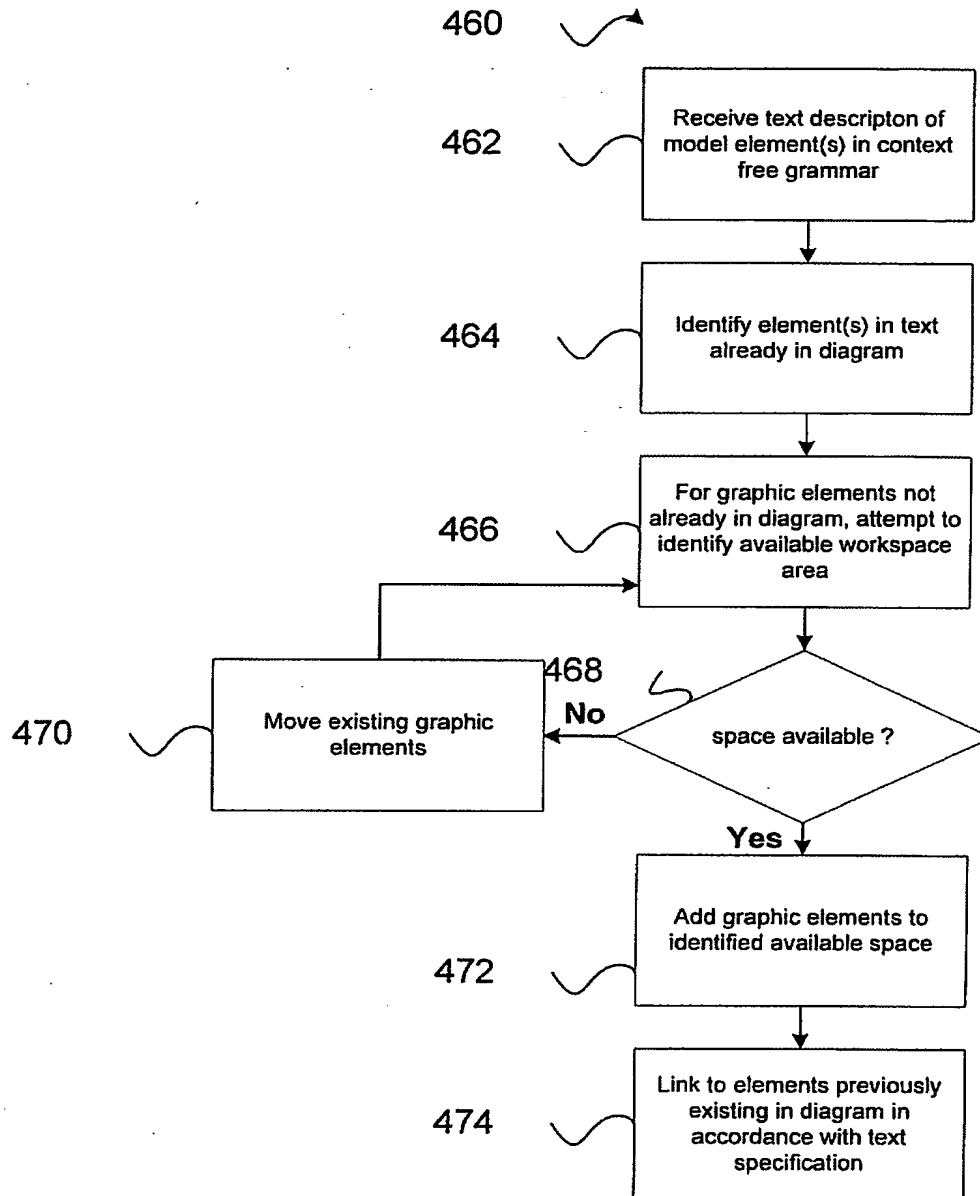 460
462
Receive text descripton of
model element(s) in context
free grammar
464
Identify element(s) in text
already in diagram
466
For graphic elements not
already in diagram, attempt to
identify available workspace
area
468
No
space available ?
470
Move existing graphic
elements
Yes
472
Add graphic elements to
identified available space
474
Link to elements previously
existing in diagram in
accordance with text
specification